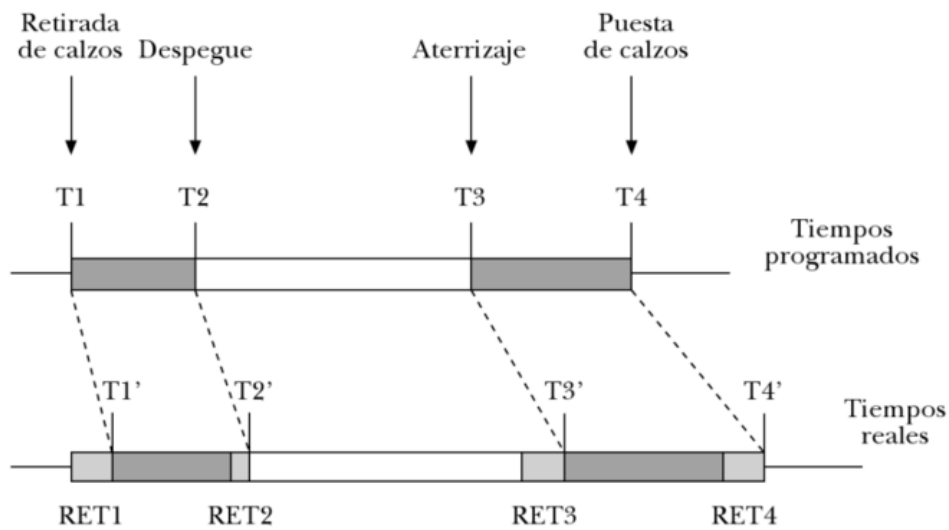 Retirada
de calzos
Despegue
Aterrizaje
Puesta
de calzos
T1
T2
T3
T4
Tiempos
programados
T1’
T2’
T3’
T4’
Tiempos
reales
RET1
RET2
RET3
RET4